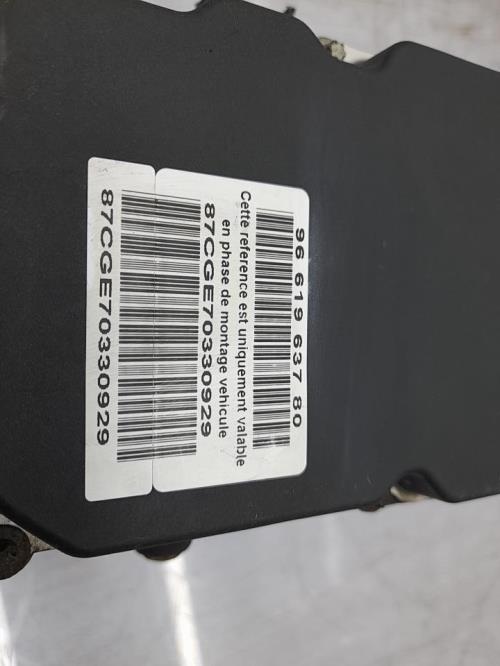 96 619 637 80
Cette reference est uniquement valable
en phase de montage vehicule
87CGE70330929
87CGE70330929